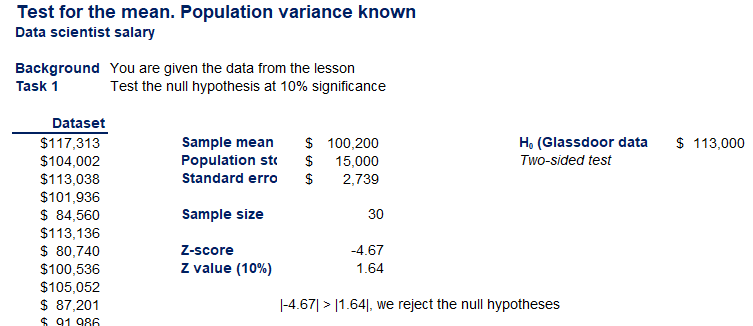 Test for the mean. Population variance known
Data scientist salary
Background You are given the data from the lesson
Task 1 Test the null hypothesis at 10% significance
Dataset
$117,313 Sample mean $ 100,200 H₀ (Glassdoor data $ 113,000
$104,002 Population std $ 15,000 Two-sided test
$113,038 Standard erro $ 2,739
$101,936
$ 84,560 Sample size 30
$113,136
$ 80,740 Z-score -4.67
$100,536 Z value (10%) 1.64
$105,052
$ 87,201 |-4.67| > |1.64|, we reject the null hypotheses
$ 91,986